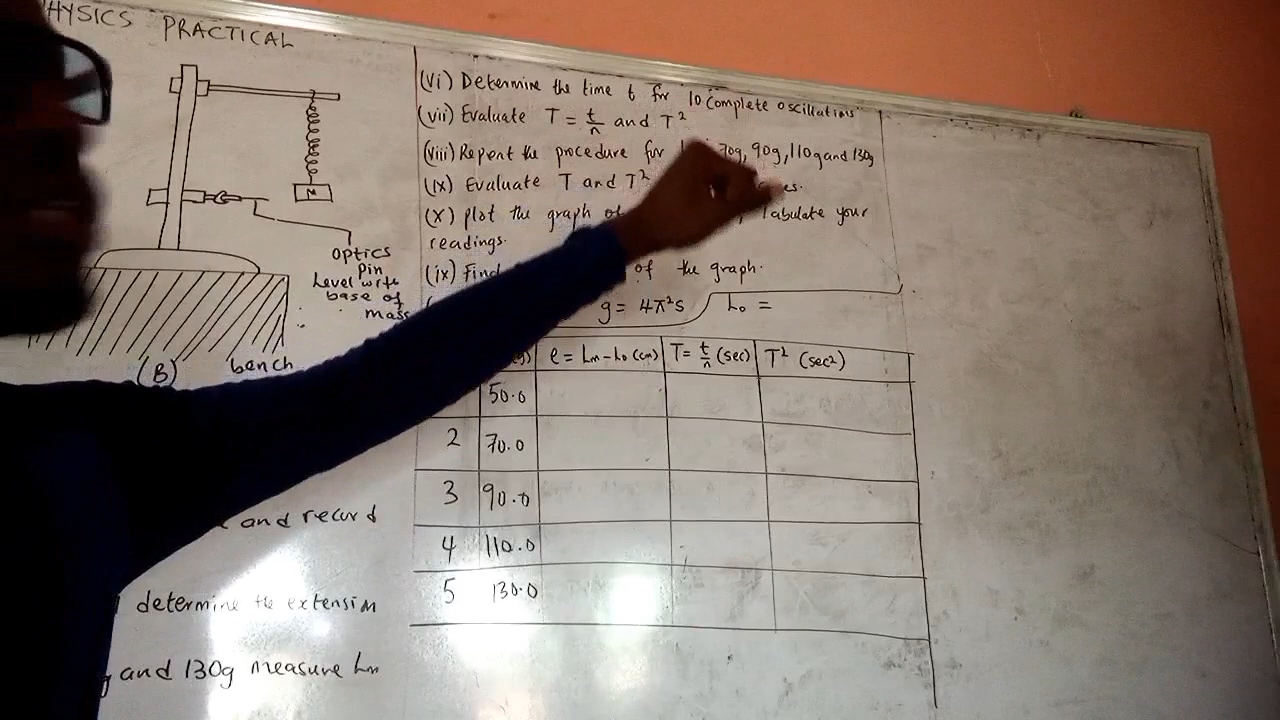 PHYSICS PRACTICAL
M
Optics
Pin
Level with
base of
mass
(B)
bench
and record
determine the extension
and 130g measure hm
(vi) Determine the time t for 10 complete oscillations
(vii) Evaluate T = t/n and T²
(viii) Repeat the procedure for 70g, 90g, 110g and 130g
(ix) Evaluate T and T²
(x) plot the graph of tabulate your
readings.
(ix) Find of the graph.
g = 4π²s ho =
e = hm – ho (cm) T = t/n (sec) T² (sec²)
50.0
2 70.0
3 90.0
4 110.0
5 130.0